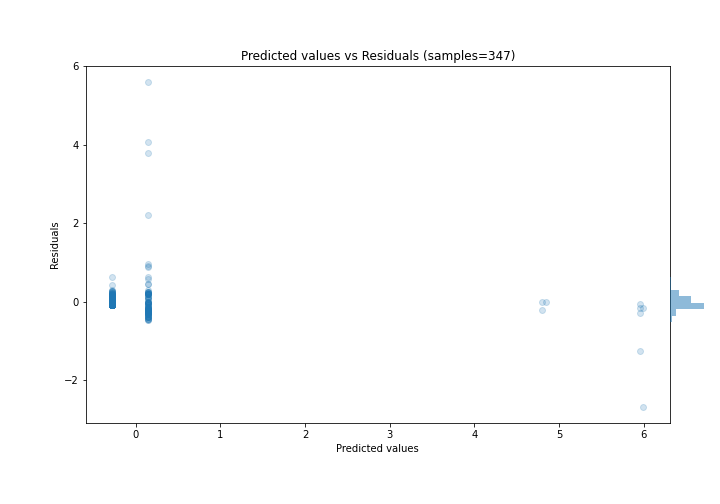 Predicted values vs Residuals (samples=347)
6
4
2
0
−2
Residuals
0 1 2 3 4 5 6
Predicted values